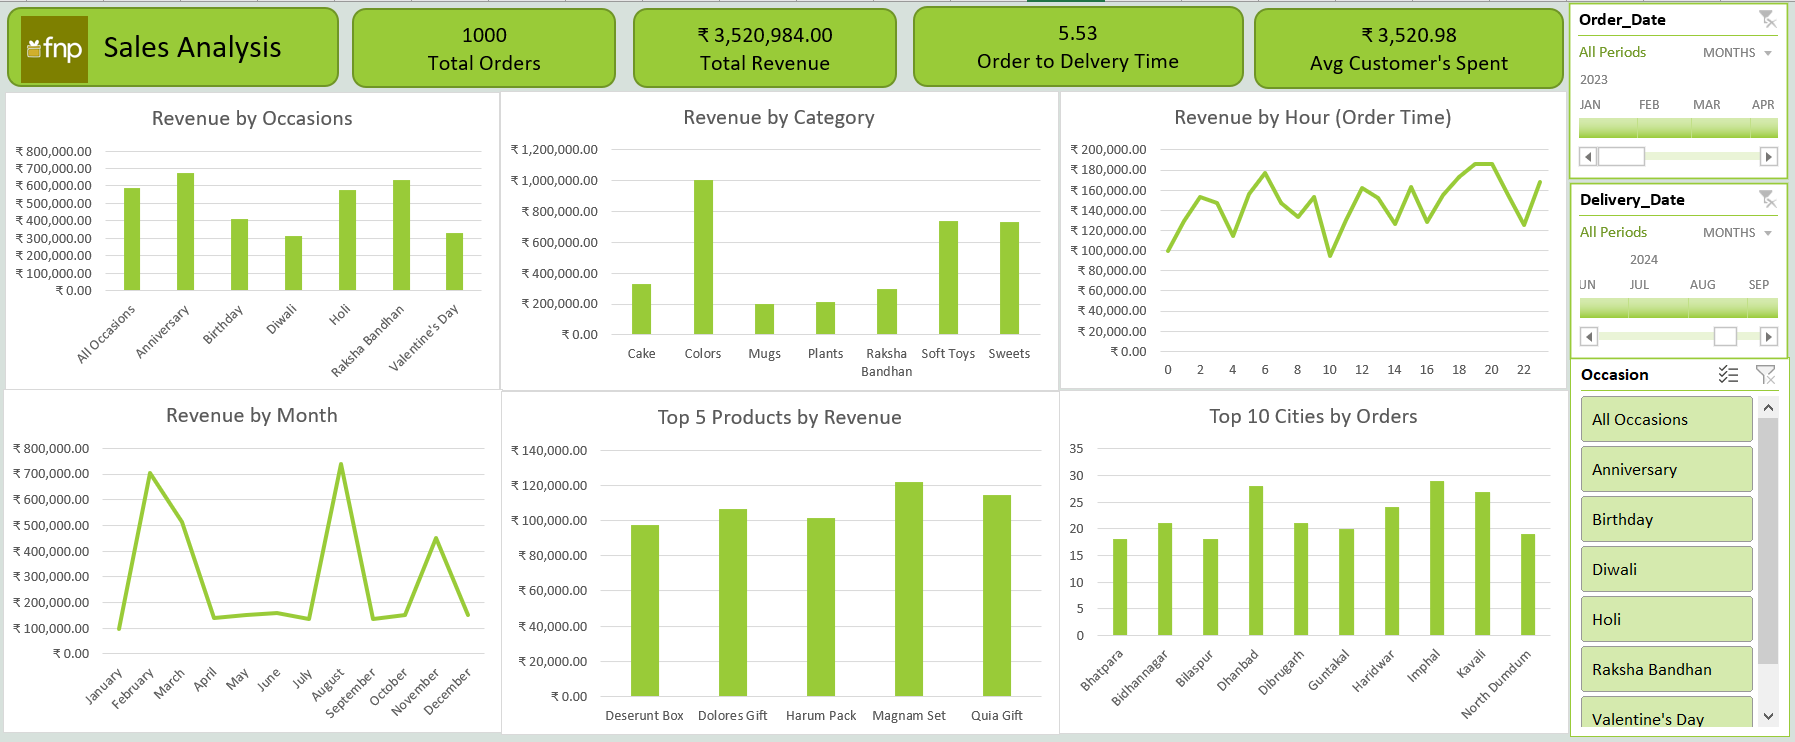 fnp
Sales Analysis
1000
Total Orders
₹ 3,520,984.00
Total Revenue
5.53
Order to Delvery Time
₹ 3,520.98
Avg Customer's Spent
Revenue by Occasions
₹ 800,000.00
₹ 700,000.00
₹ 600,000.00
₹ 500,000.00
₹ 400,000.00
₹ 300,000.00
₹ 200,000.00
₹ 100,000.00
₹ 0.00
All Occasions
Anniversary
Birthday
Diwali
Holi
Raksha Bandhan
Valentine's Day
Revenue by Category
₹ 1,200,000.00
₹ 1,000,000.00
₹ 800,000.00
₹ 600,000.00
₹ 400,000.00
₹ 200,000.00
₹ 0.00
Cake Colors Mugs Plants Raksha Soft Toys Sweets
Bandhan
Revenue by Hour (Order Time)
₹ 200,000.00
₹ 180,000.00
₹ 160,000.00
₹ 140,000.00
₹ 120,000.00
₹ 100,000.00
₹ 80,000.00
₹ 60,000.00
₹ 40,000.00
₹ 20,000.00
₹ 0.00
0 2 4 6 8 10 12 14 16 18 20 22
Revenue by Month
₹ 800,000.00
₹ 700,000.00
₹ 600,000.00
₹ 500,000.00
₹ 400,000.00
₹ 300,000.00
₹ 200,000.00
₹ 100,000.00
₹ 0.00
January
February
March
April
May
June
July
August
September
October
November
December
Top 5 Products by Revenue
₹ 140,000.00
₹ 120,000.00
₹ 100,000.00
₹ 80,000.00
₹ 60,000.00
₹ 40,000.00
₹ 20,000.00
₹ 0.00
Deserunt Box Dolores Gift Harum Pack Magnam Set Quia Gift
Top 10 Cities by Orders
35
30
25
20
15
10
5
0
Bhatpara
Bidhannagar
Bilaspur
Dhanbad
Dibrugarh
Guntakal
Haridwar
Imphal
Kavali
North Dumdum
Order_Date
All Periods MONTHS
2023
JAN FEB MAR APR
Delivery_Date
All Periods MONTHS
2024
UN JUL AUG SEP
Occasion
All Occasions
Anniversary
Birthday
Diwali
Holi
Raksha Bandhan
Valentine's Day